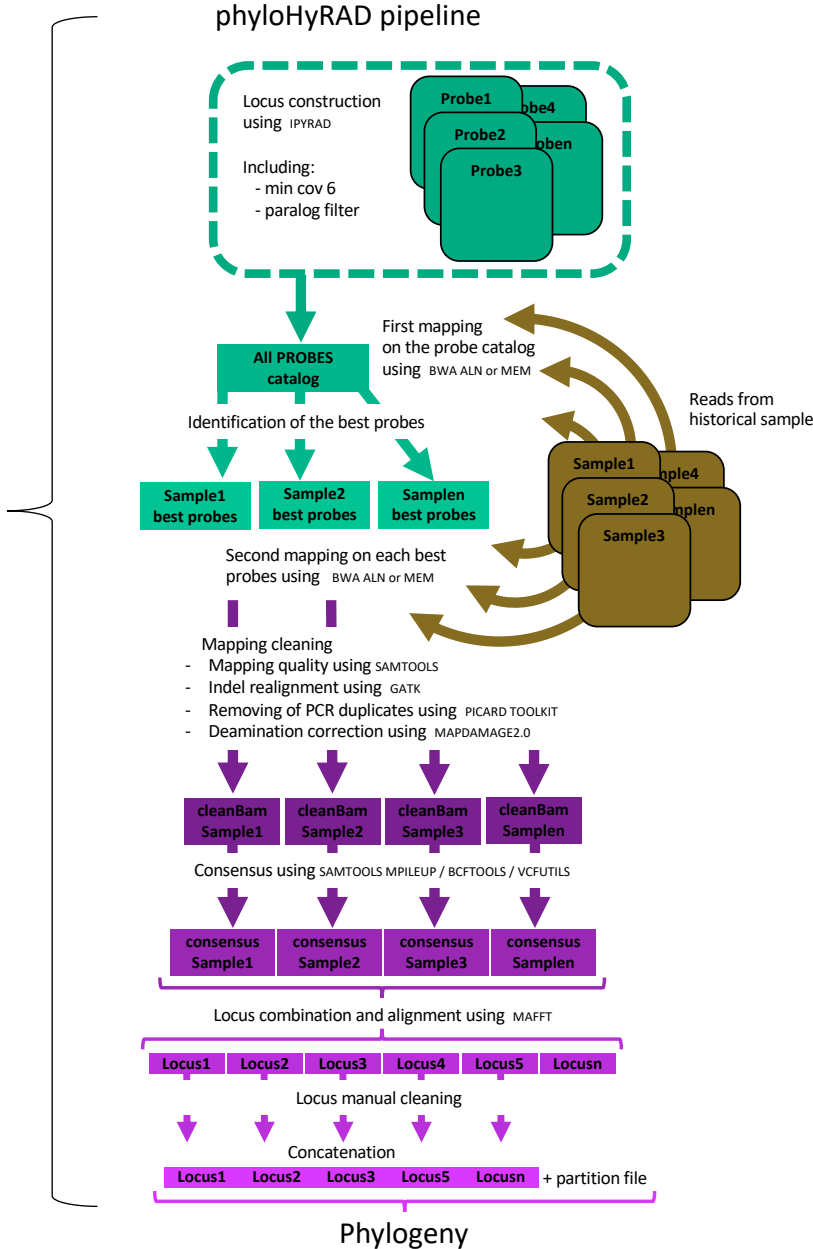 phyloHyRAD pipeline
Locus construction
using IPYRAD
Including:
- min cov 6
- paralog filter
Probe1
obe4
Probe2
oben
Probe3
First mapping
on the probe catalog
using BWA ALN or MEM
All PROBES
catalog
Reads from
historical sample
Identification of the best probes
Sample1
mple4
Sample2
mplen
Sample3
Sample1
best probes
Sample2
best probes
Samplen
best probes
Second mapping on each best
probes using BWA ALN or MEM
Mapping cleaning
- Mapping quality using SAMTOOLS
- Indel realignment using GATK
- Removing of PCR duplicates using PICARD TOOLKIT
- Deamination correction using MAPDAMAGE2.0
cleanBam
Sample1
cleanBam
Sample2
cleanBam
Sample3
cleanBam
Samplen
Consensus using SAMTOOLS MPILEUP / BCFTOOLS / VCFUTILS
consensus
Sample1
consensus
Sample2
consensus
Sample3
consensus
Samplen
Locus combination and alignment using MAFFT
Locus1 Locus2 Locus3 Locus4 Locus5 Locusn
Locus manual cleaning
Concatenation
Locus1 Locus2 Locus3 Locus5 Locusn + partition file
Phylogeny